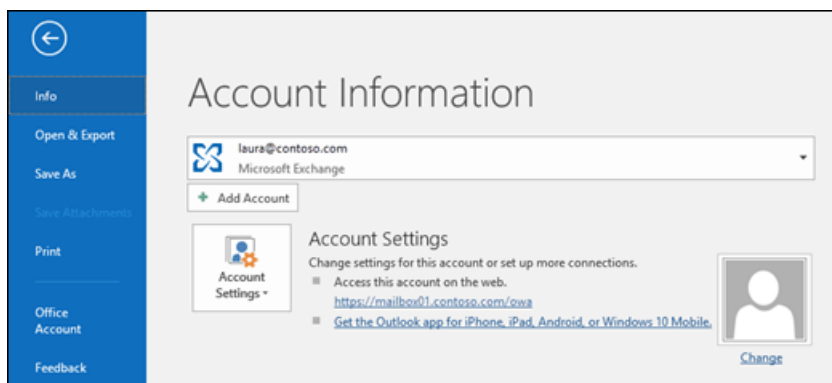 Info
Open & Export
Save As
Save Attachments
Print
Office
Account
Feedback
Account Information
laura@contoso.com
Microsoft Exchange
Add Account
Account
Settings
Account Settings
Change settings for this account or set up more connections.
Access this account on the web.
https://mailbox01.contoso.com/owa
Get the Outlook app for iPhone, iPad, Android, or Windows 10 Mobile.
Change